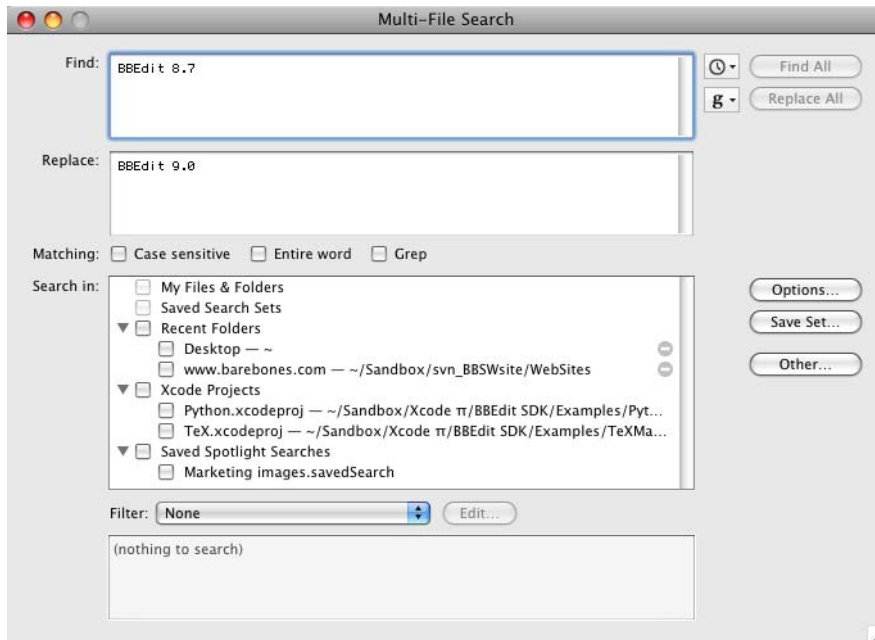 Multi-File Search
Find:
BBEdit 8.7
Find All
g
Replace All
Replace:
BBEdit 9.0
Matching: Case sensitive Entire word Grep
Search in:
My Files & Folders
Saved Search Sets
Recent Folders
Desktop — ~
www.barebones.com — ~/Sandbox/svn_BBSWsite/WebSites
Xcode Projects
Python.xcodeproj — ~/Sandbox/Xcode π/BBEdit SDK/Examples/Pyt...
TeX.xcodeproj — ~/Sandbox/Xcode π/BBEdit SDK/Examples/TeXMa...
Saved Spotlight Searches
Marketing images.savedSearch
Options...
Save Set...
Other...
Filter: None Edit...
(nothing to search)